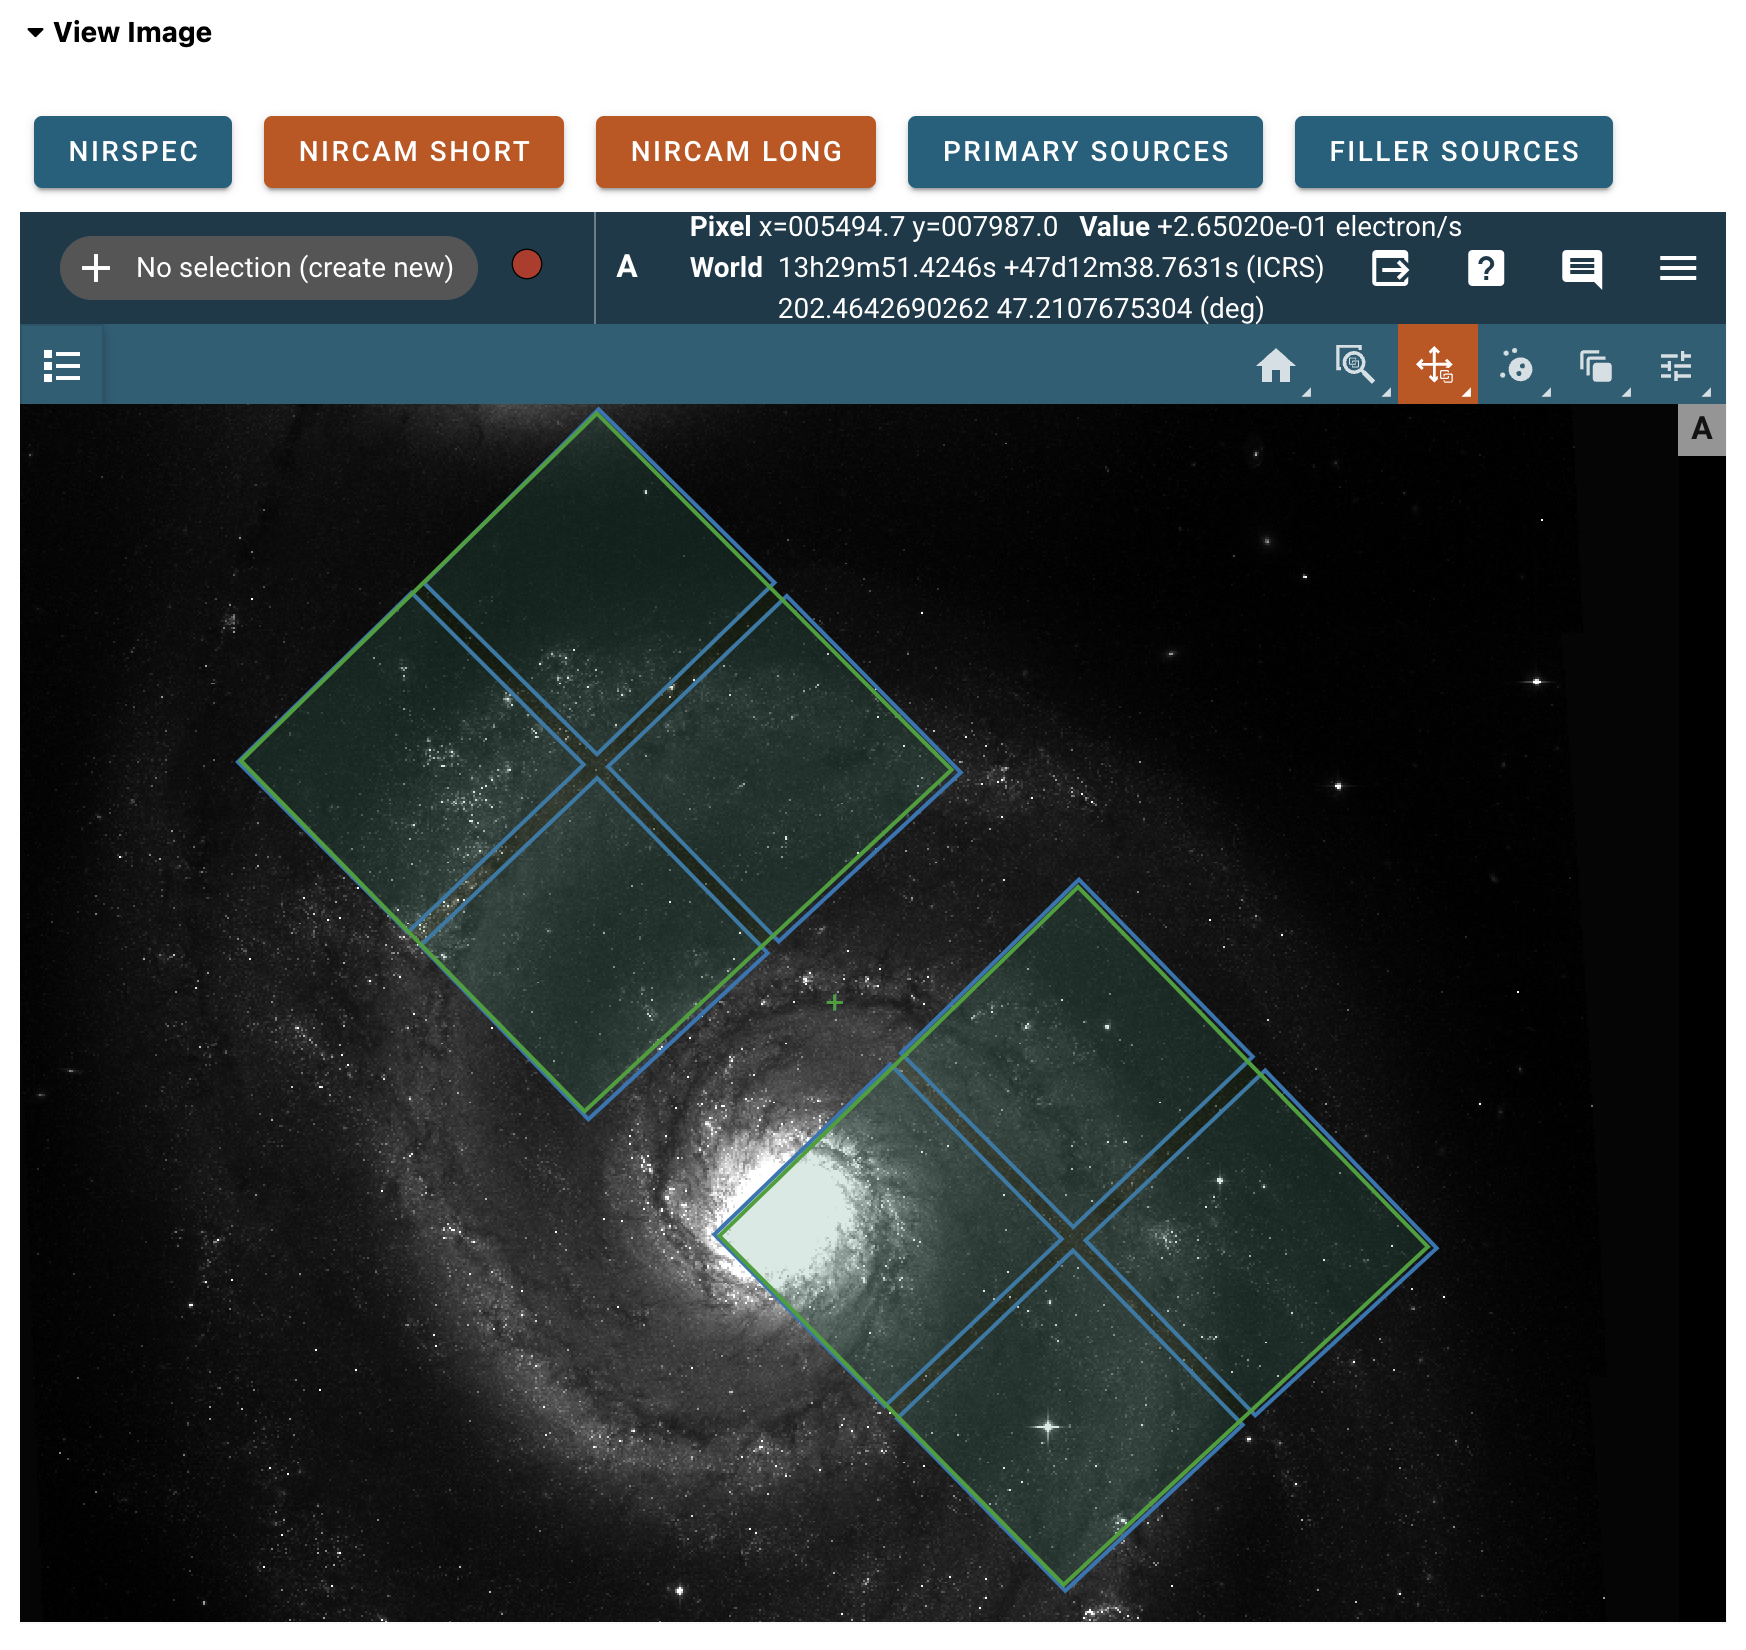 View Image
NIRSPEC
NIRCAM SHORT
NIRCAM LONG
PRIMARY SOURCES
FILLER SOURCES
No selection (create new)
A
Pixel x=005494.7 y=007987.0 Value +2.65020e-01 electron/s
World 13h29m51.4246s +47d12m38.7631s (ICRS)
202.4642690262 47.2107675304 (deg)
?
A